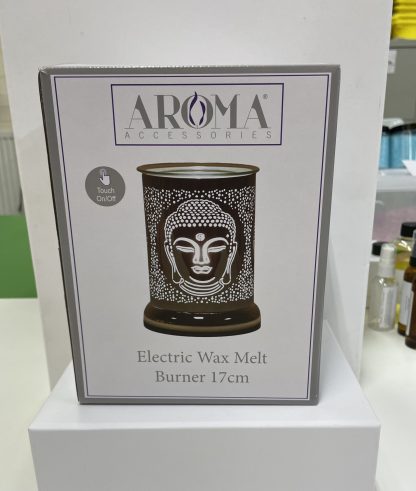 AROMA®
ACCESSORIES
Touch
On/Off
Electric Wax Melt
Burner 17cm